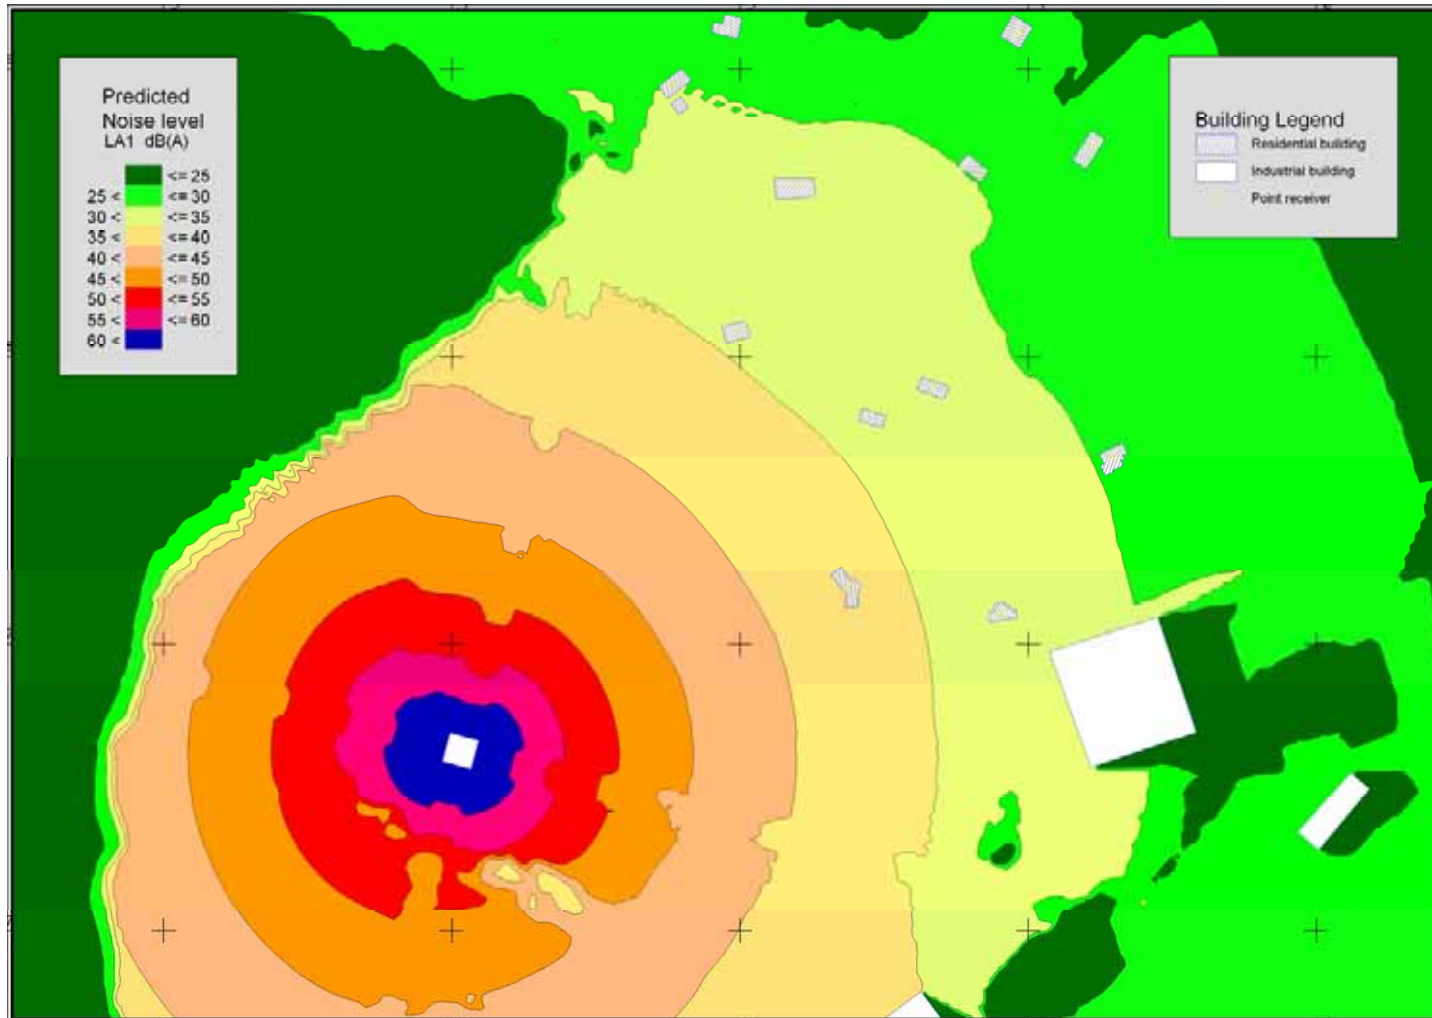 Predicted
Noise level
LA1 dB(A)
<= 25
25 < <= 30
30 < <= 35
35 < <= 40
40 < <= 45
45 < <= 50
50 < <= 55
55 < <= 60
60 <
Building Legend
Residential building
Industrial building
Point receiver